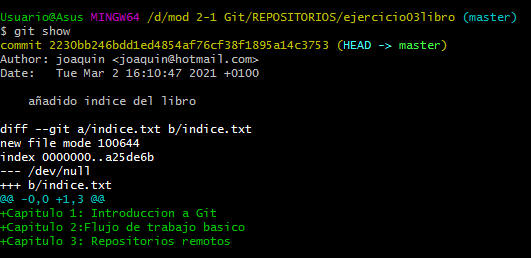 Usuario@Asus MINGW64 /d/mod 2-1 Git/REPOSITORIOS/ejercicio03libro (master)
$ git show
commit 2230bb246bdd1ed4854af76cf38f1895a14c3753 (HEAD -> master)
Author: joaquin <joaquin@hotmail.com>
Date:   Tue Mar 2 16:10:47 2021 +0100
    añadido indice del libro
diff --git a/indice.txt b/indice.txt
new file mode 100644
index 0000000..a25de6b
--- /dev/null
+++ b/indice.txt
@@ -0,0 +1,3 @@
+Capitulo 1: Introduccion a Git
+Capitulo 2:Flujo de trabajo basico
+Capitulo 3: Repositorios remotos